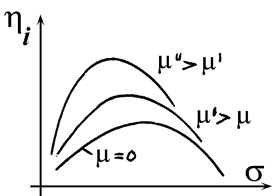 ηᵢ
μ" > μ'
μ' > μ
μ = 0
σ